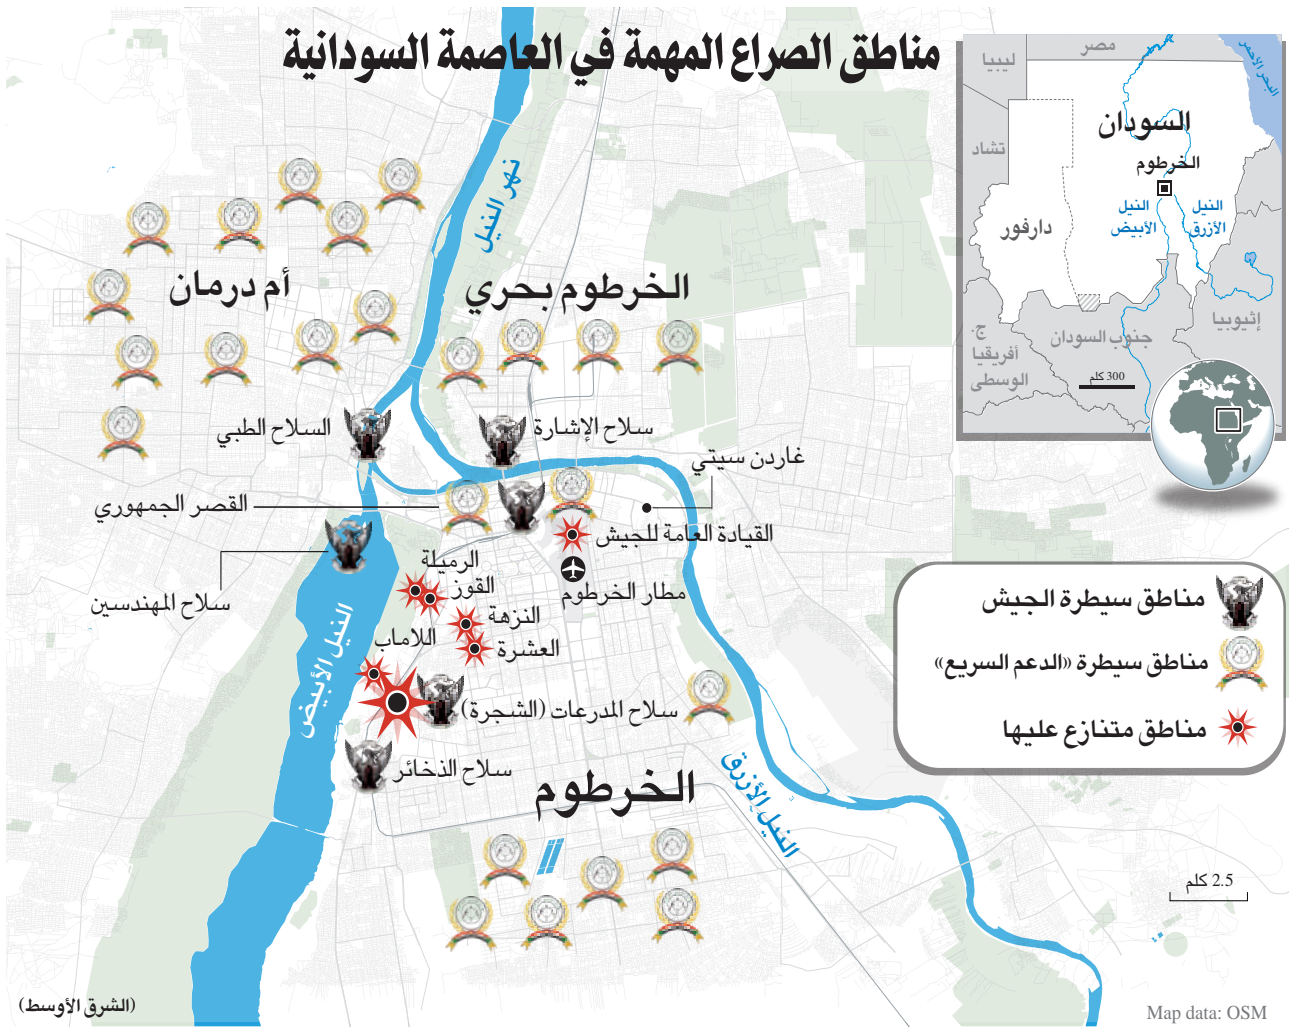 مناطق الصراع المهمة في العاصمة السودانية
مصر
ليبيا
البحر الأحمر
السودان
تشاد
الخرطوم
النيل
الأزرق
النيل
الأبيض
دارفور
إثيوبيا
جنوب السودان
ج.
أفريقيا
الوسطى
300 كلم
نهر النيل
أم درمان
الخرطوم بحري
السلاح الطبي
سلاح الإشارة
غاردن سيتي
القصر الجمهوري
القيادة العامة للجيش
الرميلة
القوز
مطار الخرطوم
سلاح المهندسين
النزهة
اللاماب
العشرة
النيل الأبيض
سلاح المدرعات (الشجرة)
سلاح الذخائر
الخرطوم
النيل الأزرق
مناطق سيطرة الجيش
مناطق سيطرة «الدعم السريع»
مناطق متنازع عليها
2.5 كلم
(الشرق الأوسط)
Map data: OSM